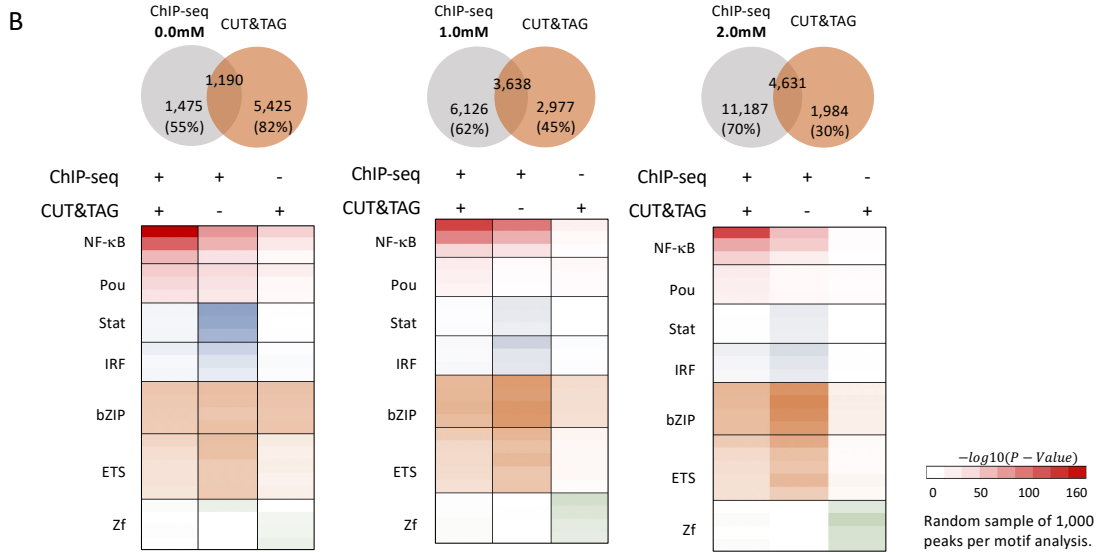 B
ChIP-seq
0.0mM
CUT&TAG
1,190
1,475
(55%)
5,425
(82%)
ChIP-seq
1.0mM
CUT&TAG
3,638
6,126
(62%)
2,977
(45%)
ChIP-seq
2.0mM
CUT&TAG
4,631
11,187
(70%)
1,984
(30%)
ChIP-seq + + -
CUT&TAG + - +
NF-κB
Pou
Stat
IRF
bZIP
ETS
Zf
ChIP-seq + + -
CUT&TAG + - +
NF-κB
Pou
Stat
IRF
bZIP
ETS
Zf
ChIP-seq + + -
CUT&TAG + - +
NF-κB
Pou
Stat
IRF
bZIP
ETS
Zf
−log10(P − Value)
0 50 100 160
Random sample of 1,000
peaks per motif analysis.